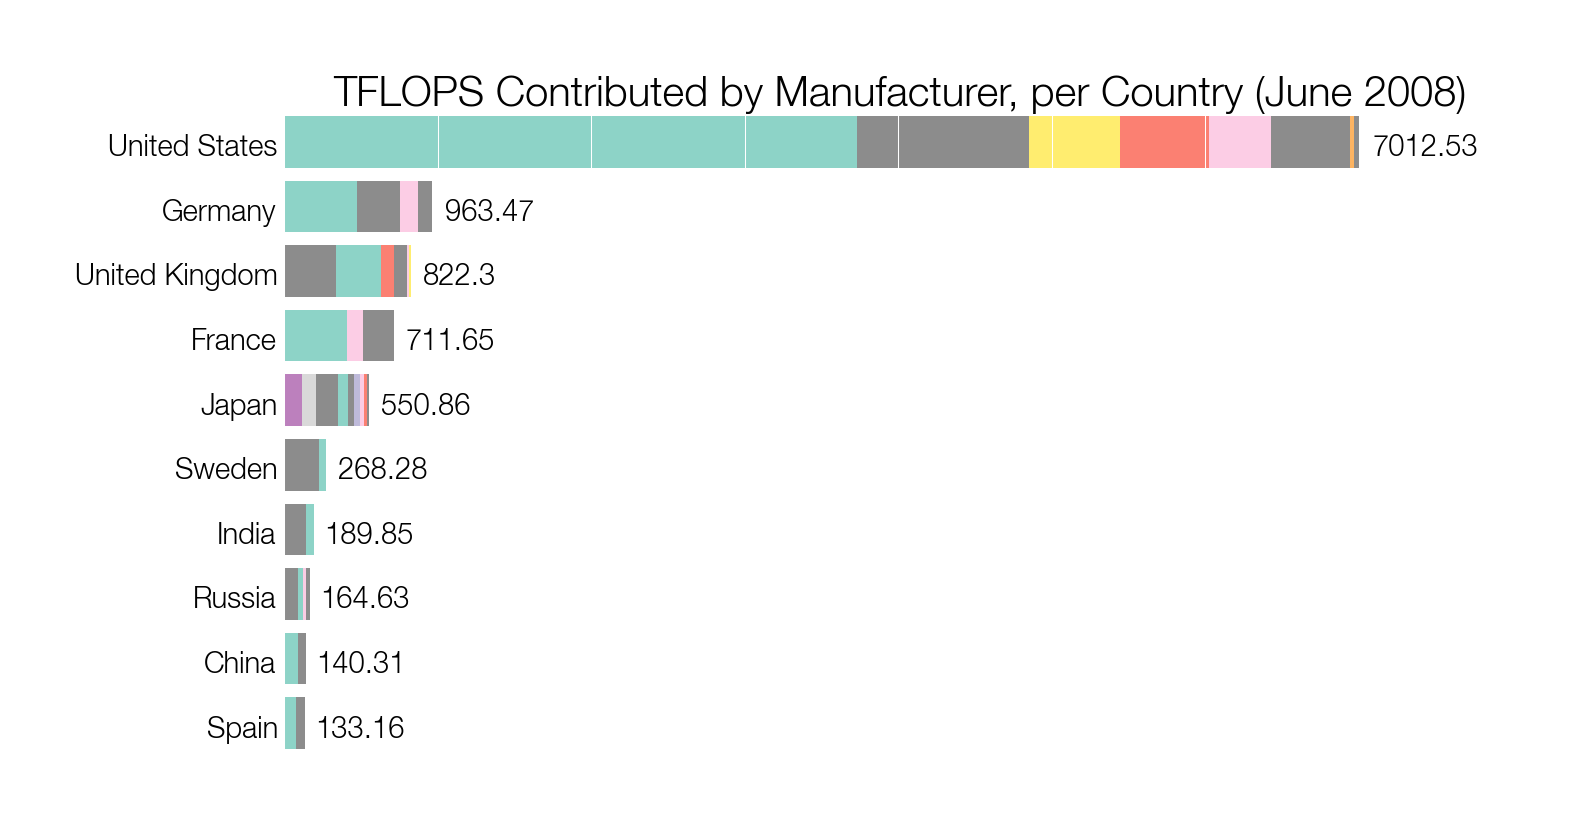 TFLOPS Contributed by Manufacturer, per Country (June 2008)
United States 7012.53
Germany 963.47
United Kingdom 822.3
France 711.65
Japan 550.86
Sweden 268.28
India 189.85
Russia 164.63
China 140.31
Spain 133.16